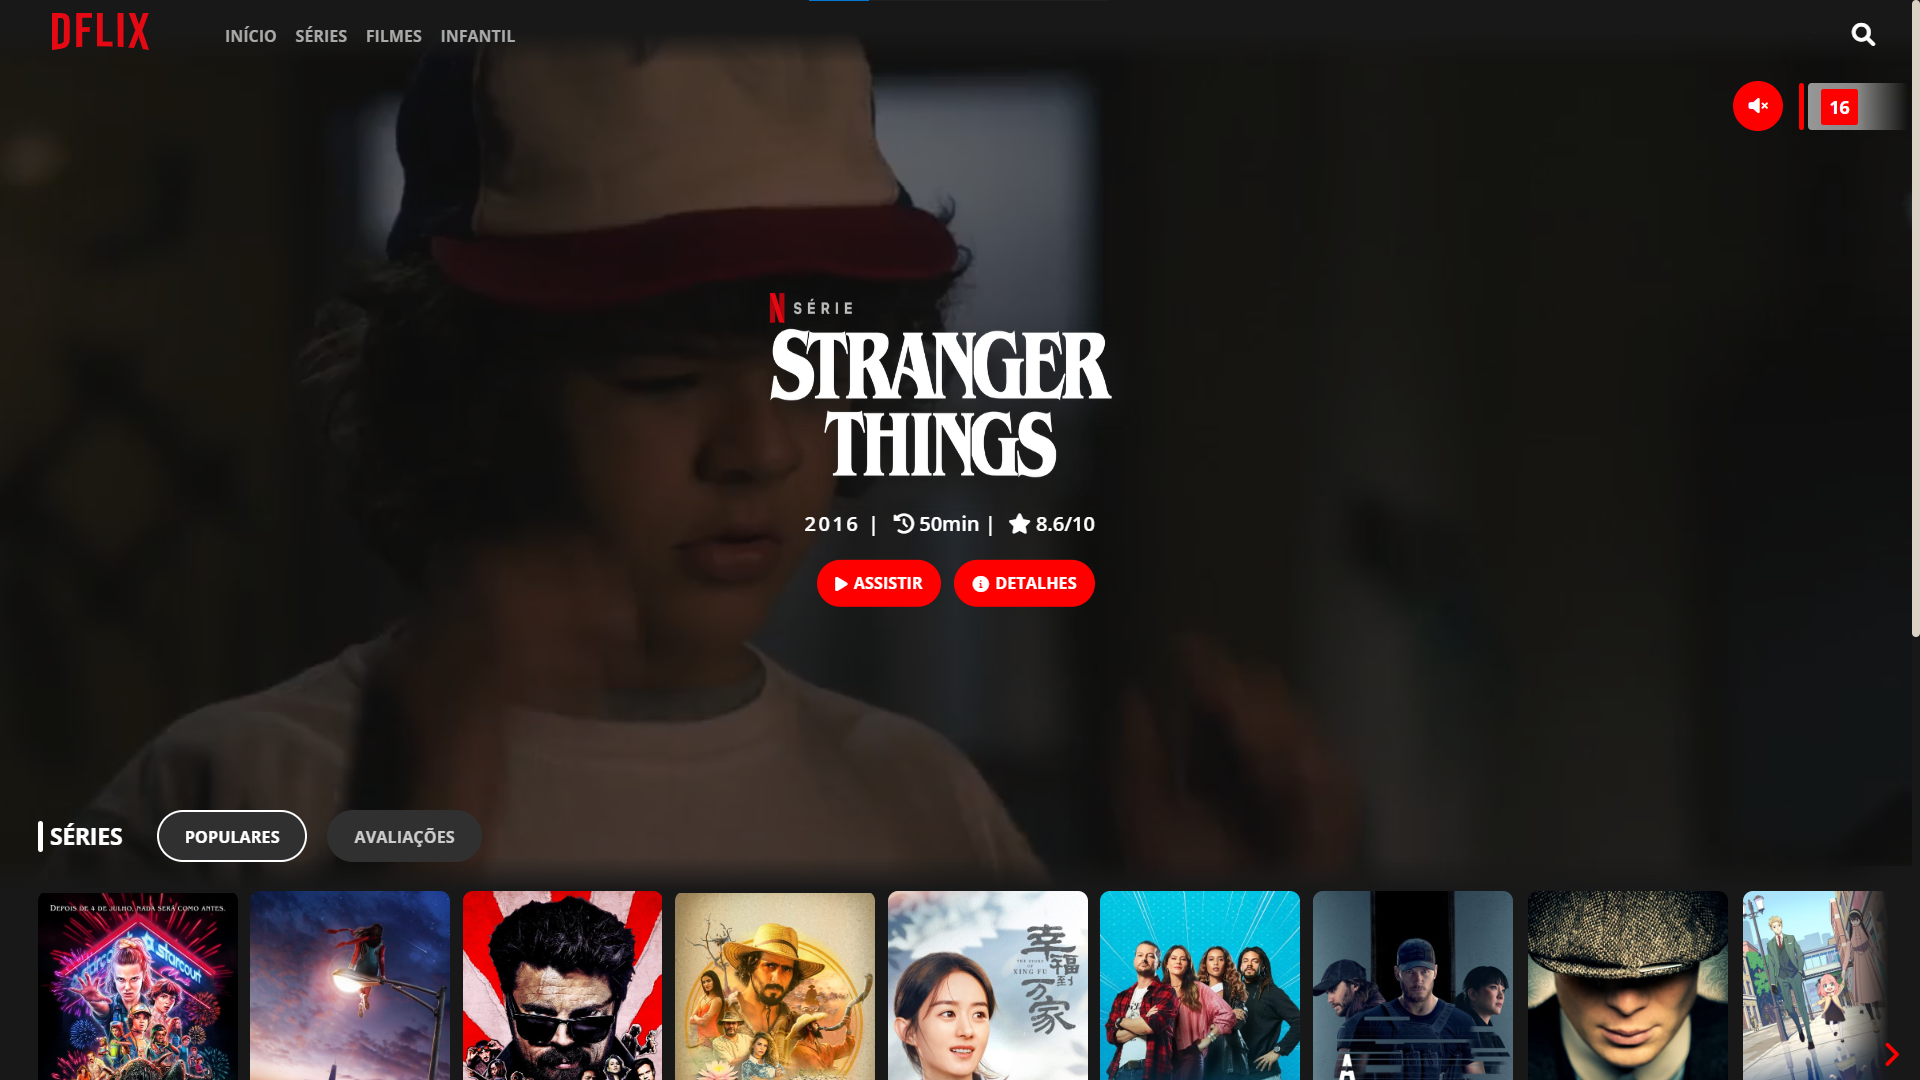 DFLIX
INÍCIO SÉRIES FILMES INFANTIL
16
N SÉRIE
STRANGER
THINGS
2016 | 50min | 8.6/10
ASSISTIR DETALHES
SÉRIES POPULARES AVALIAÇÕES
DEPOIS DE 4 DE JULHO, NADA SERÁ COMO ANTES.
starcourt
幸福到万家
THE STORY OF
XING FU